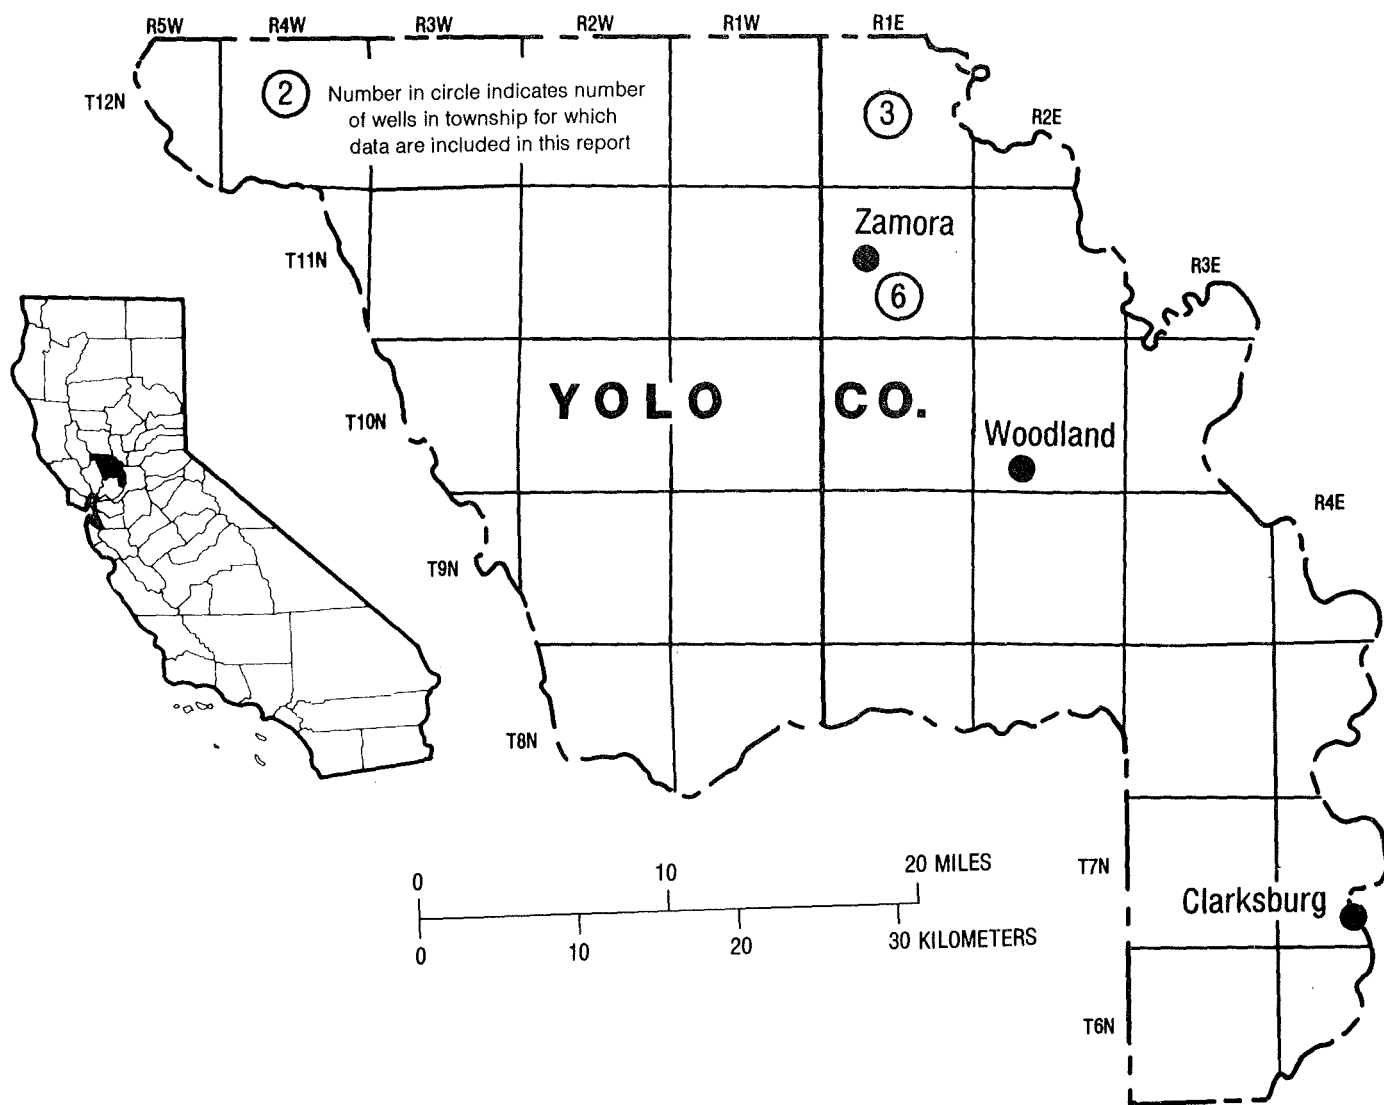 R5W R4W R3W R2W R1W R1E
T12N
2
Number in circle indicates number
of wells in township for which
data are included in this report
3
R2E
Zamora
T11N
6
R3E
YOLO CO.
T10N
Woodland
R4E
T9N
T8N
0 10 20 MILES
0 10 20 30 KILOMETERS
T7N
Clarksburg
T6N